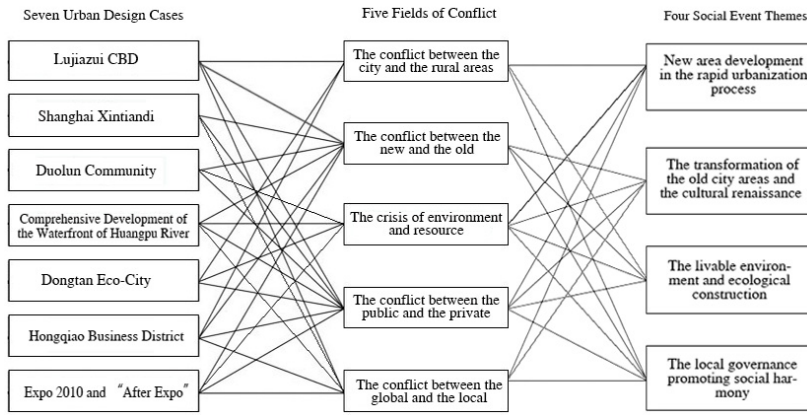 Seven Urban Design Cases
Five Fields of Conflict
Four Social Event Themes
Lujiazui CBD
Shanghai Xintiandi
Duolun Community
Comprehensive Development of
the Waterfront of Huangpu River
Dongtan Eco-City
Hongqiao Business District
Expo 2010 and “After Expo”
The conflict between the
city and the rural areas
The conflict between the
new and the old
The crisis of environment
and resource
The conflict between the
public and the private
The conflict between the
global and the local
New area development
in the rapid urbanization
process
The transformation of
the old city areas and
the cultural renaissance
The livable environ-
ment and ecological
construction
The local governance
promoting social har-
mony